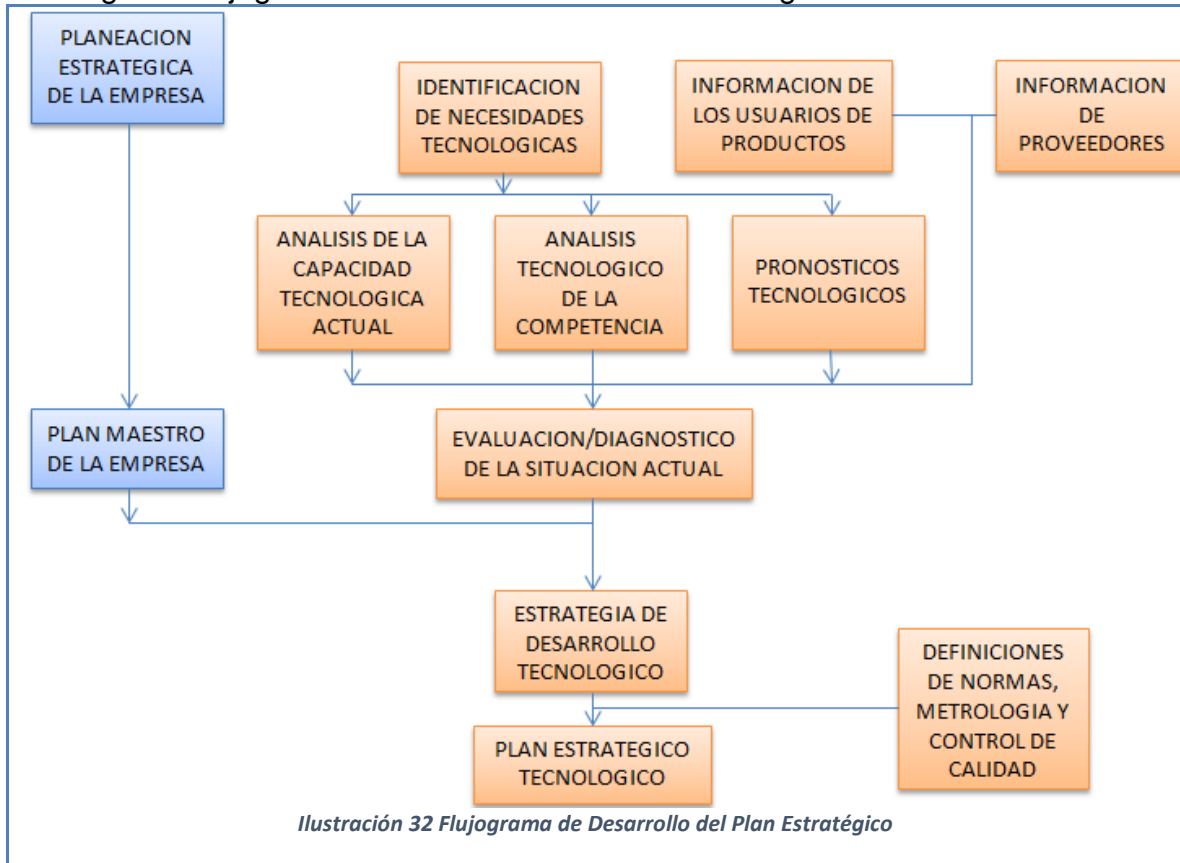 PLANEACION
ESTRATEGICA
DE LA EMPRESA
IDENTIFICACION
DE NECESIDADES
TECNOLOGICAS
INFORMACION DE
LOS USUARIOS DE
PRODUCTOS
INFORMACION
DE
PROVEEDORES
ANALISIS DE LA
CAPACIDAD
TECNOLOGICA
ACTUAL
ANALISIS
TECNOLOGICO
DE LA
COMPETENCIA
PRONOSTICOS
TECNOLOGICOS
PLAN MAESTRO
DE LA EMPRESA
EVALUACION/DIAGNOSTICO
DE LA SITUACION ACTUAL
ESTRATEGIA DE
DESARROLLO
TECNOLOGICO
DEFINICIONES
DE NORMAS,
METROLOGIA Y
CONTROL DE
CALIDAD
PLAN ESTRATEGICO
TECNOLOGICO
Ilustración 32 Flujograma de Desarrollo del Plan Estratégico